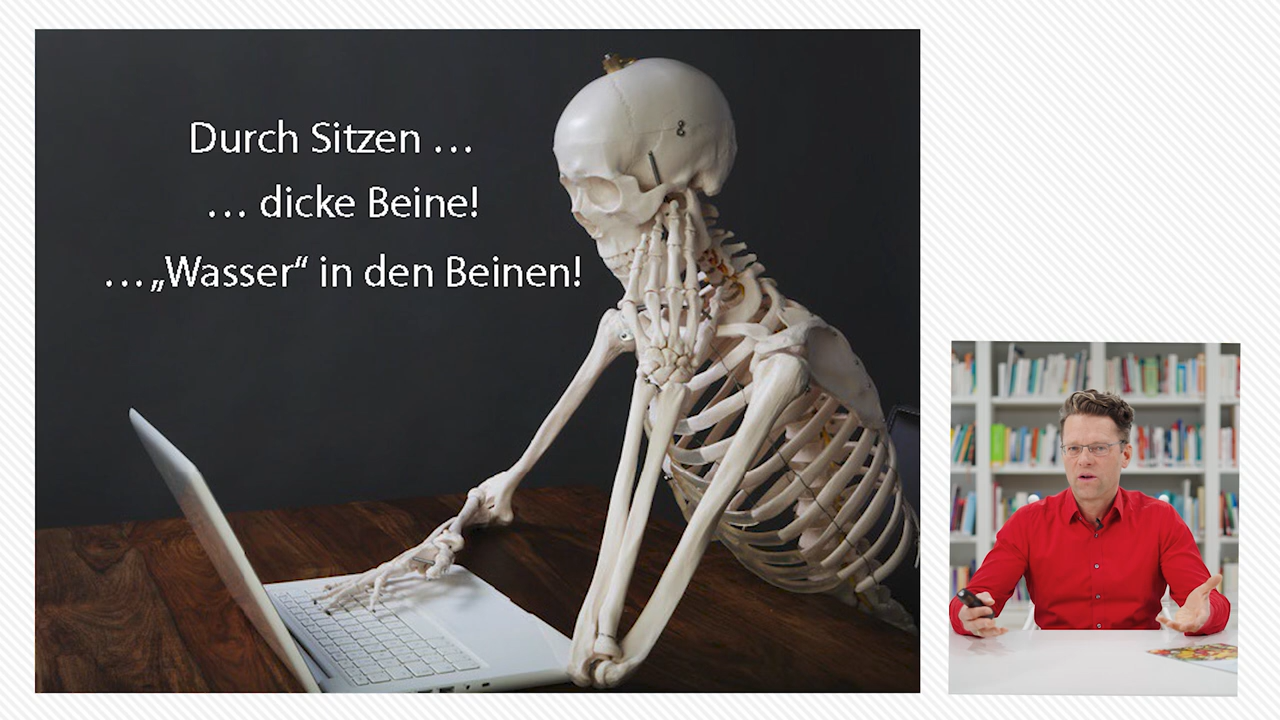 Durch Sitzen …
… dicke Beine!
…„Wasser“ in den Beinen!